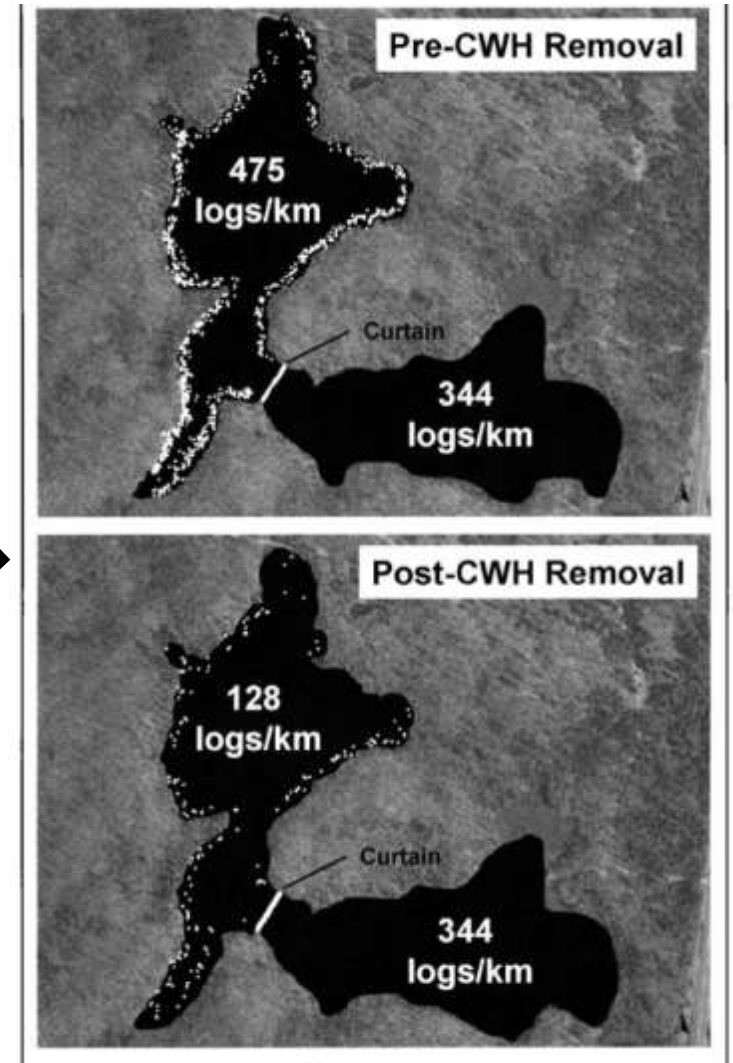 Pre-CWH Removal
475
logs/km
Curtain
344
logs/km
Post-CWH Removal
128
logs/km
Curtain
344
logs/km